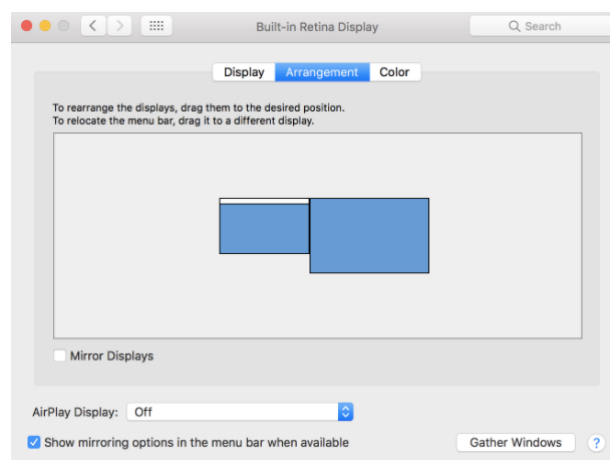 Built-in Retina Display
Search
Display Arrangement Color
To rearrange the displays, drag them to the desired position.
To relocate the menu bar, drag it to a different display.
Mirror Displays
AirPlay Display: Off
Show mirroring options in the menu bar when available
Gather Windows ?